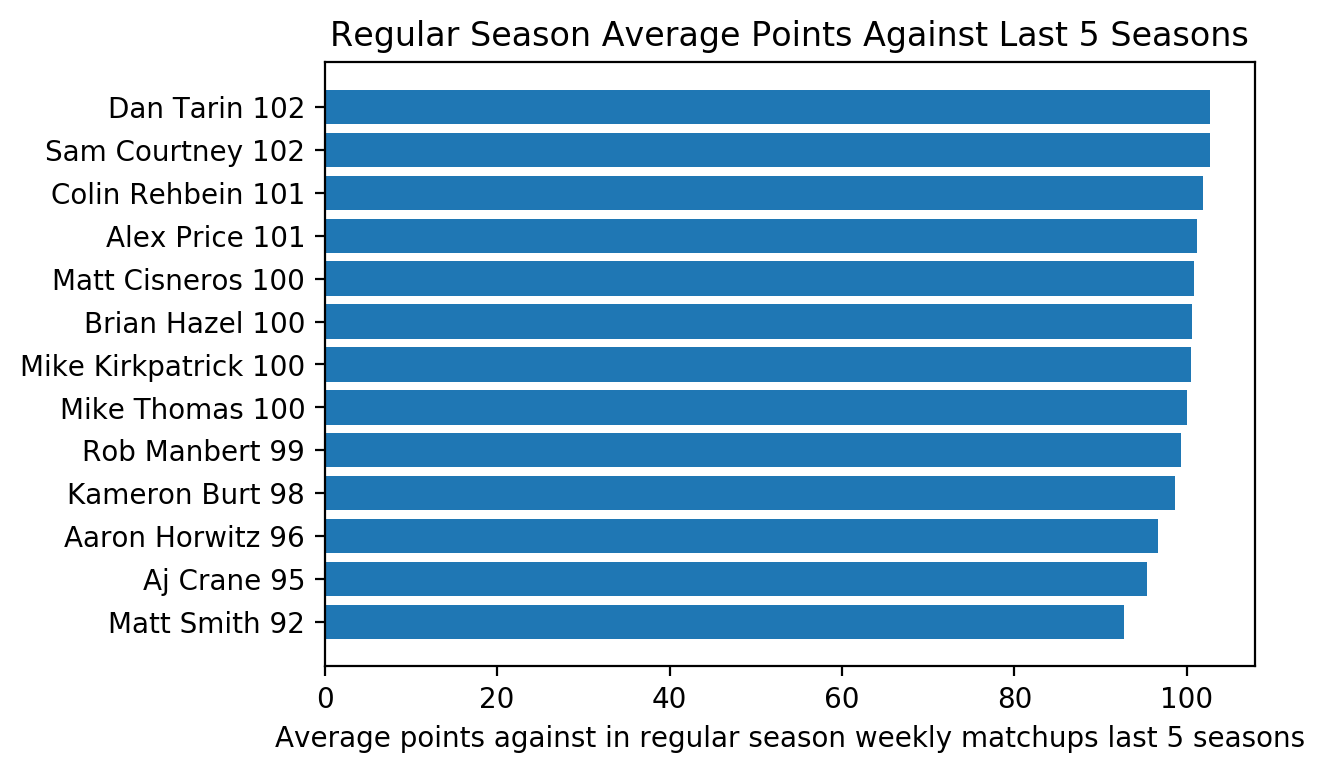 Regular Season Average Points Against Last 5 Seasons
Dan Tarin 102
Sam Courtney 102
Colin Rehbein 101
Alex Price 101
Matt Cisneros 100
Brian Hazel 100
Mike Kirkpatrick 100
Mike Thomas 100
Rob Manbert 99
Kameron Burt 98
Aaron Horwitz 96
Aj Crane 95
Matt Smith 92
0 20 40 60 80 100
Average points against in regular season weekly matchups last 5 seasons